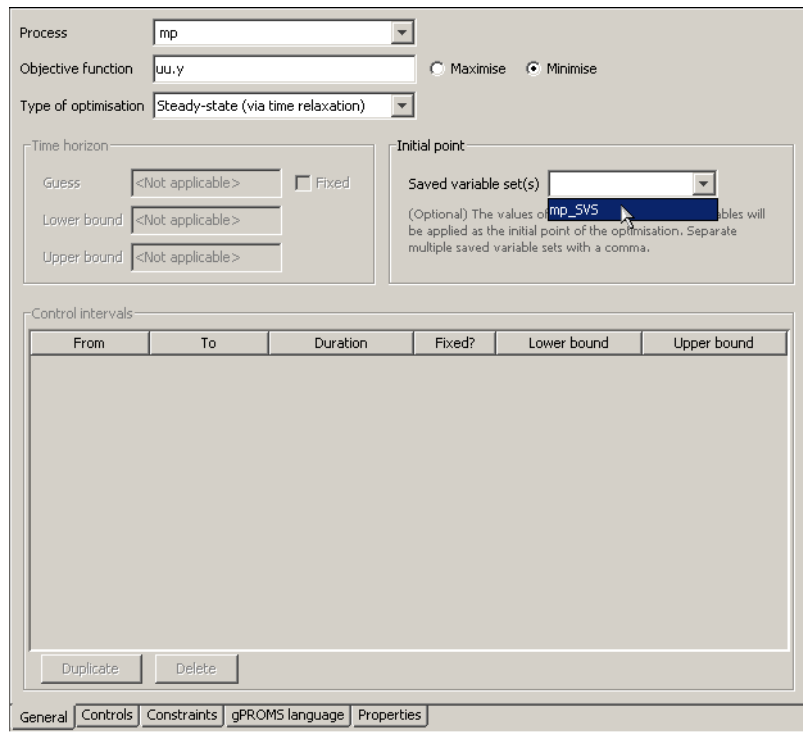 Process mp
Objective function uu.y Maximise Minimise
Type of optimisation Steady-state (via time relaxation)
Time horizon
Guess <Not applicable> Fixed
Lower bound <Not applicable>
Upper bound <Not applicable>
Initial point
Saved variable set(s)
mp_SVS
(Optional) The values of ables will
be applied as the initial point of the optimisation. Separate
multiple saved variable sets with a comma.
Control intervals
From To Duration Fixed? Lower bound Upper bound
Duplicate Delete
General Controls Constraints gPROMS language Properties